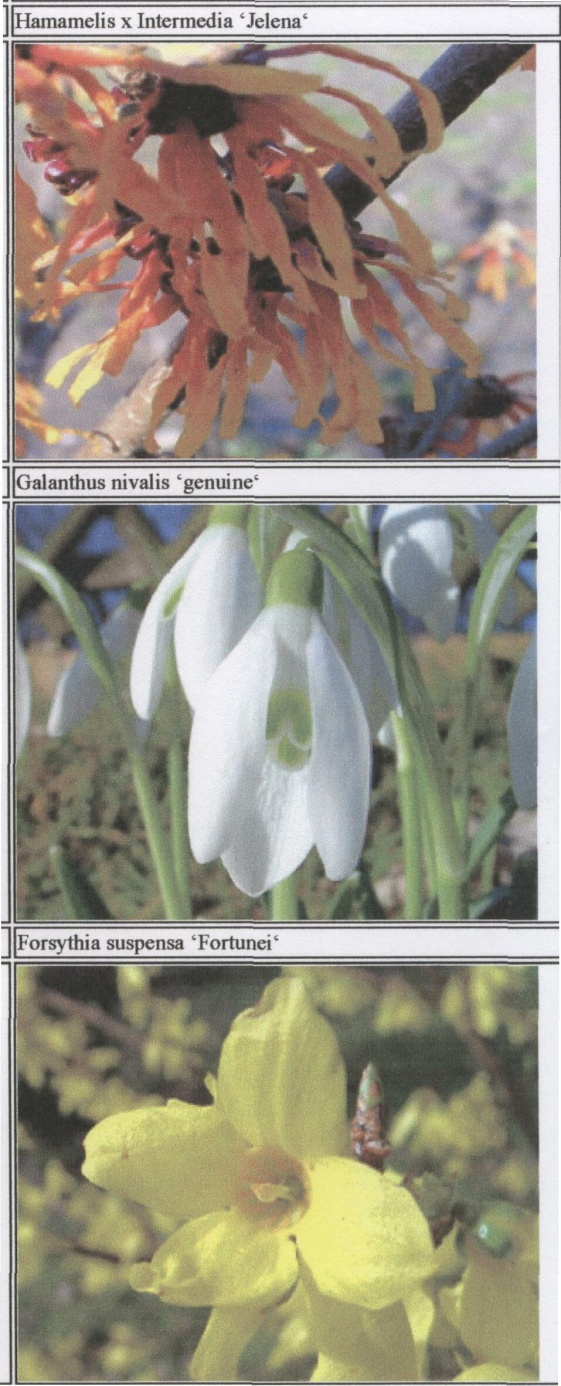 Hamamelis x Intermedia ‘Jelena‘
Galanthus nivalis ‘genuine‘
Forsythia suspensa ‘Fortunei‘